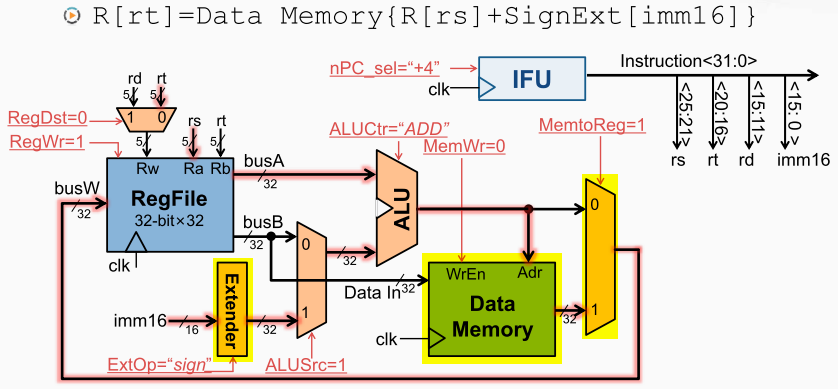 R[rt]=Data Memory{R[rs]+SignExt[imm16]}
nPC_sel=“+4”
clk
IFU
Instruction<31:0>
<25:21>
<20:16>
<15:11>
<15: 0>
rs
rt
rd
imm16
rd
rt
5
5
RegDst=0
1
0
rs
rt
RegWr=1
5
5
5
Rw
Ra
Rb
busW
32
RegFile
32-bit×32
clk
busA
32
busB
32
ALUCtr=“ADD”
MemWr=0
MemtoReg=1
ALU
0
1
32
0
1
32
Data In
32
WrEn
Adr
Data
Memory
clk
imm16
16
Extender
32
ExtOp=“sign”
ALUSrc=1